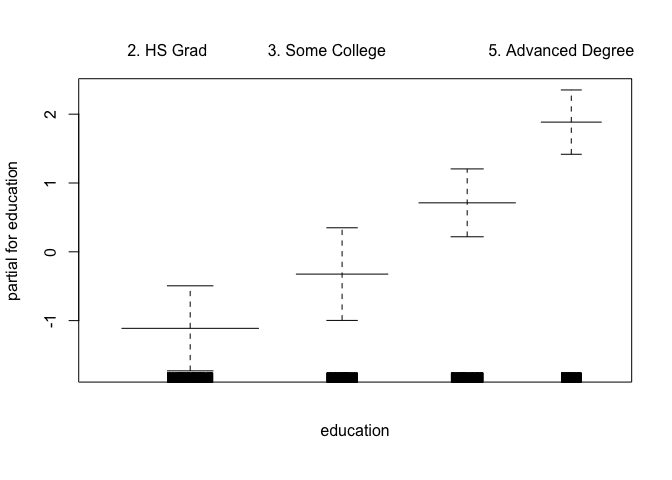 2. HS Grad
3. Some College
5. Advanced Degree
2
1
0
-1
partial for education
education